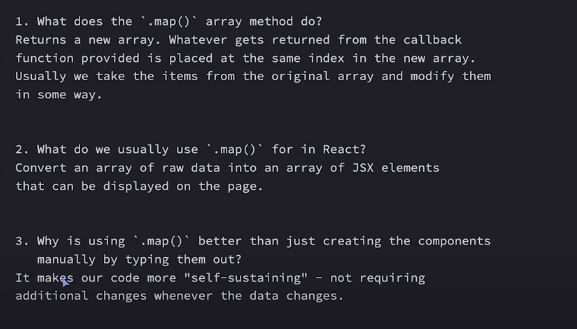 1. What does the `.map()` array method do?
Returns a new array. Whatever gets returned from the callback
function provided is placed at the same index in the new array.
Usually we take the items from the original array and modify them
in some way.
2. What do we usually use `.map()` for in React?
Convert an array of raw data into an array of JSX elements
that can be displayed on the page.
3. Why is using `.map()` better than just creating the components
manually by typing them out?
It makes our code more "self-sustaining" - not requiring
additional changes whenever the data changes.